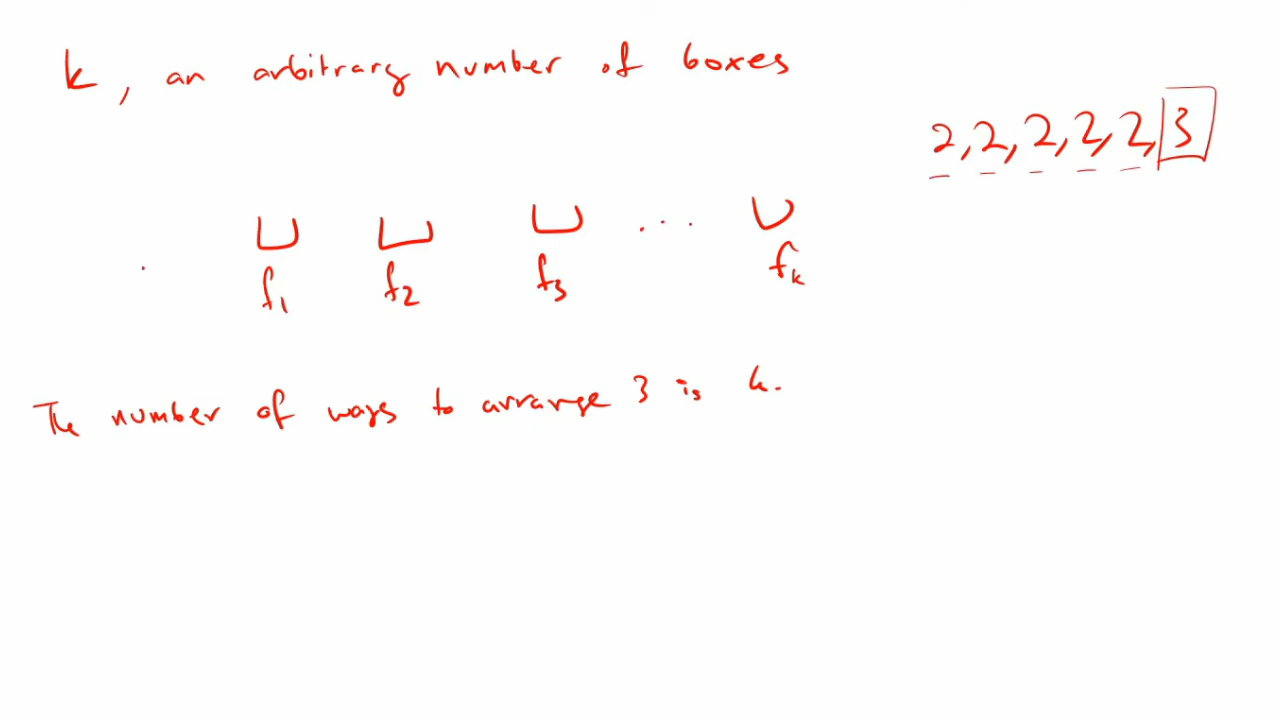 k, an arbitrary number of boxes
2, 2, 2, 2, 2, 3
...
f1 f2 f3 fk
The number of ways to arrange 3 is k.